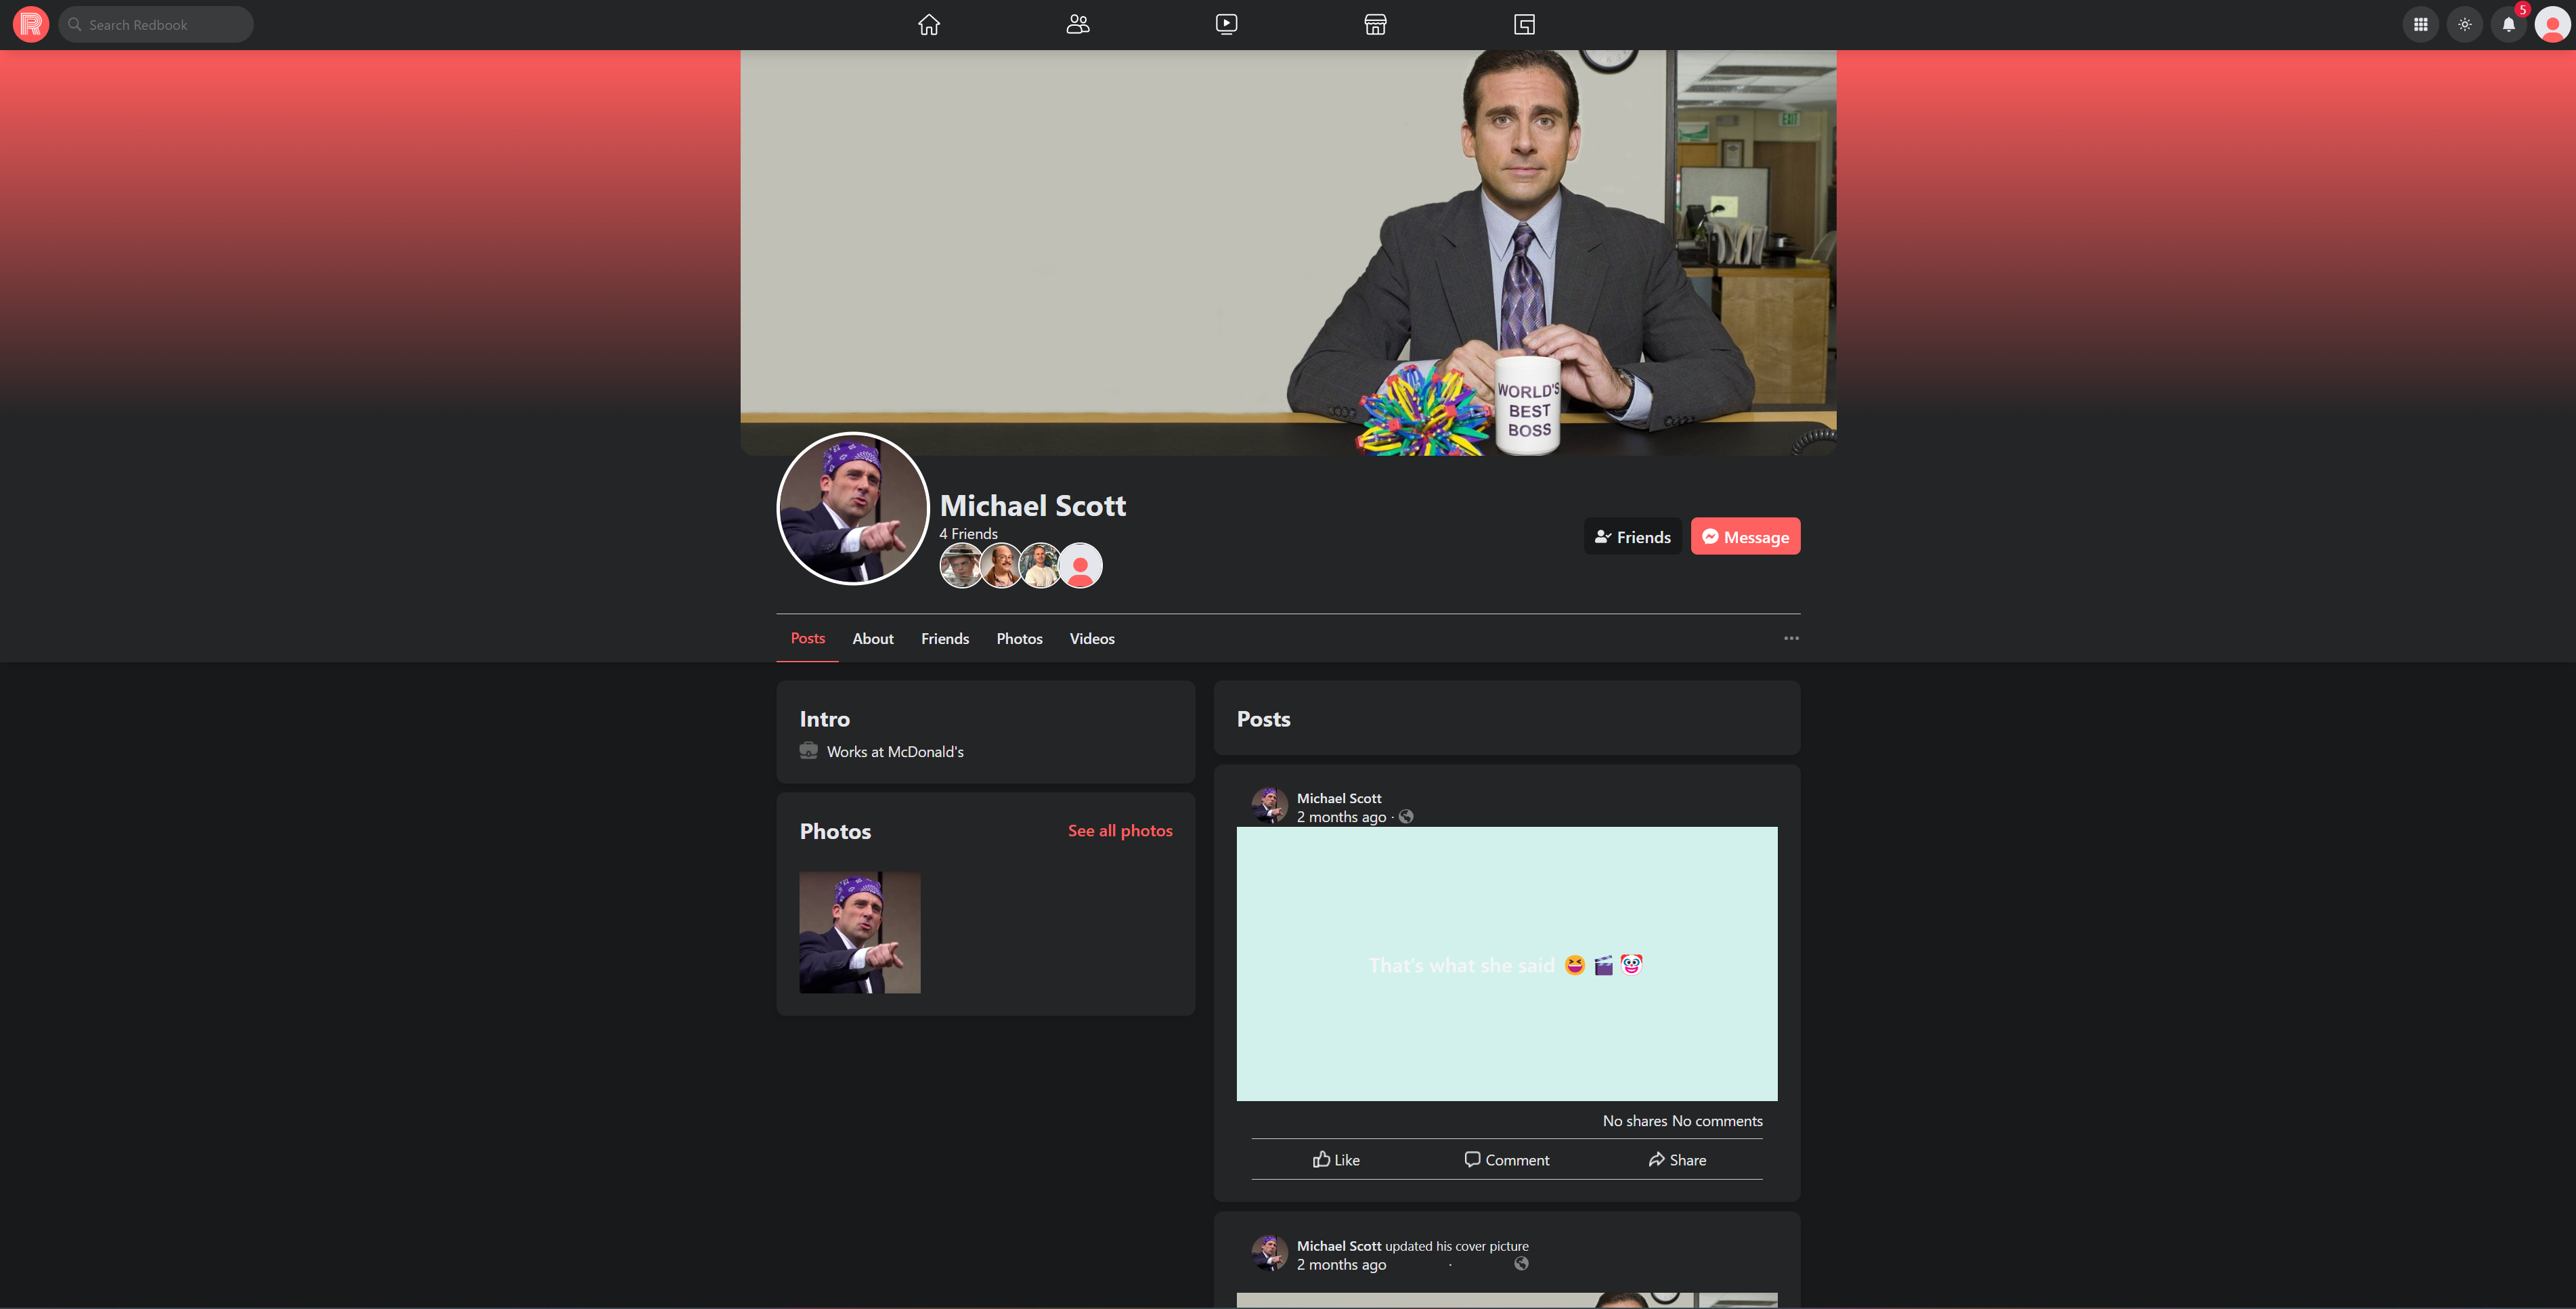 Search Redbook
5
EXIT
WORLD'S
BEST
BOSS
Michael Scott
4 Friends
Friends
Message
Posts About Friends Photos Videos
Intro
Works at McDonald's
Photos See all photos
Posts
Michael Scott
2 months ago ·
That's what she said 😆 🎬 🤡
No shares No comments
Like Comment Share
Michael Scott updated his cover picture
2 months ago ·